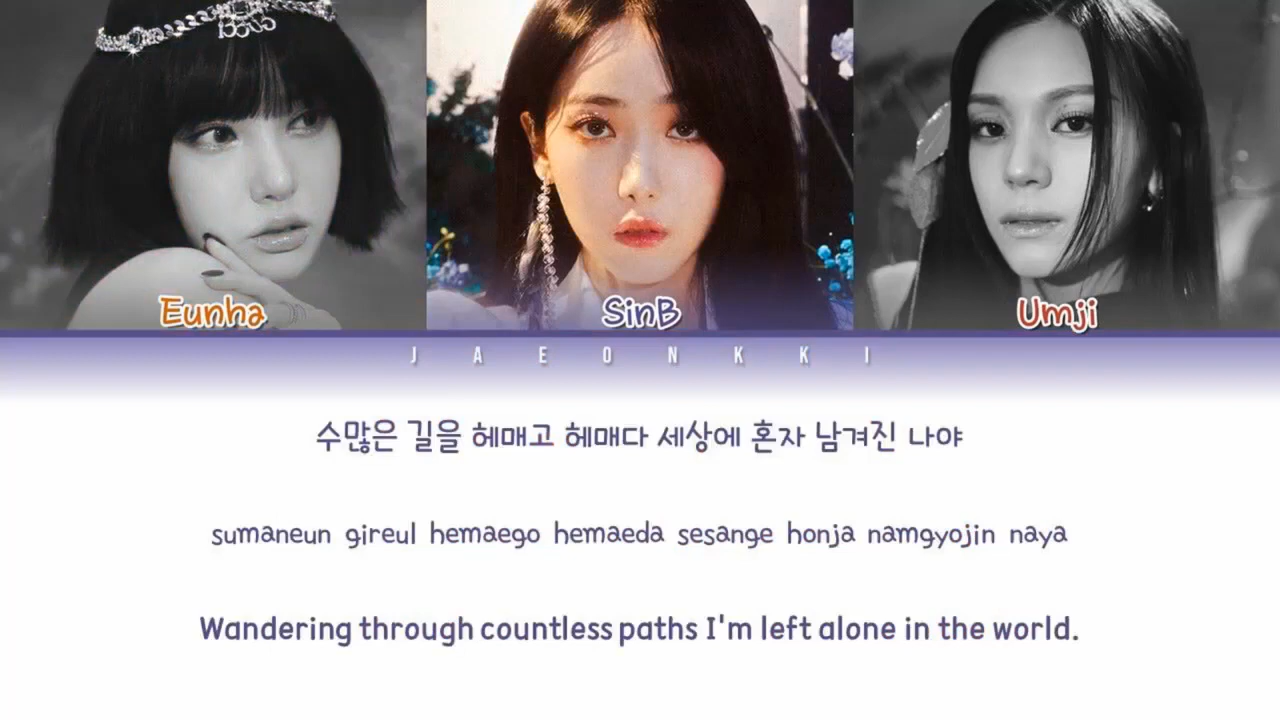 Eunha
SinB
Umji
JAEONKKI
수많은 길을 헤매고 헤매다 세상에 혼자 남겨진 나야
sumaneun gireul hemaego hemaeda sesange honja namgyojin naya
Wandering through countless paths I'm left alone in the world.